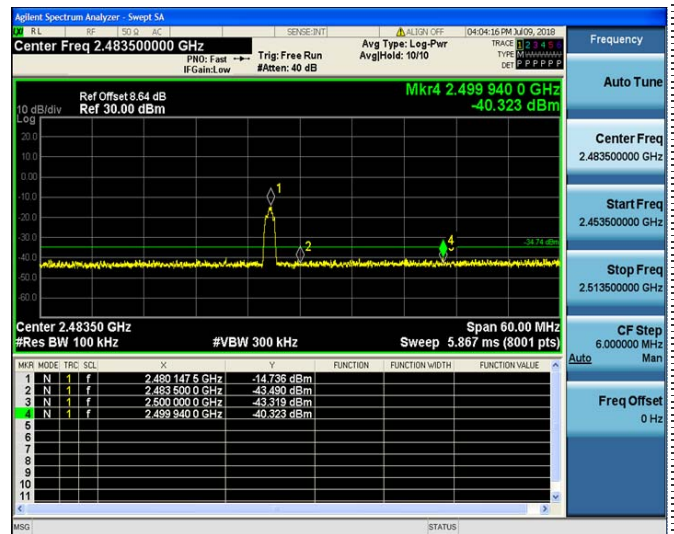 Agilent Spectrum Analyzer - Swept SA
RL RF 50 Ω AC SENSE:INT ALIGN OFF 04:04:16 PM Jul 09, 2018
Center Freq 2.483500000 GHz
PNO: Fast
IFGain:Low
Trig: Free Run
#Atten: 40 dB
Avg Type: Log-Pwr
Avg|Hold: 10/10
TRACE 1 2 3 4 5 6
TYPE
DET P P P P P P
Ref Offset 8.64 dB
Ref 30.00 dBm
10 dB/div
Log
Mkr4 2.499 940 0 GHz
-40.323 dBm
20.0
10.0
0.00
-10.0
-20.0
-30.0
-40.0
-50.0
-60.0
1
2
4
-34.74 dBm
Center 2.48350 GHz
#Res BW 100 kHz
#VBW 300 kHz
Span 60.00 MHz
Sweep 5.867 ms (8001 pts)
MKR MODE TRC SCL X Y FUNCTION FUNCTION WIDTH FUNCTION VALUE
1 N 1 f 2.480 147 5 GHz -14.736 dBm
2 N 1 f 2.483 500 0 GHz -43.490 dBm
3 N 1 f 2.500 000 0 GHz -43.319 dBm
4 N 1 f 2.499 940 0 GHz -40.323 dBm
5
6
7
8
9
10
11
MSG
STATUS
Frequency
Auto Tune
Center Freq
2.483500000 GHz
Start Freq
2.453500000 GHz
Stop Freq
2.513500000 GHz
CF Step
6.000000 MHz
Auto Man
Freq Offset
0 Hz